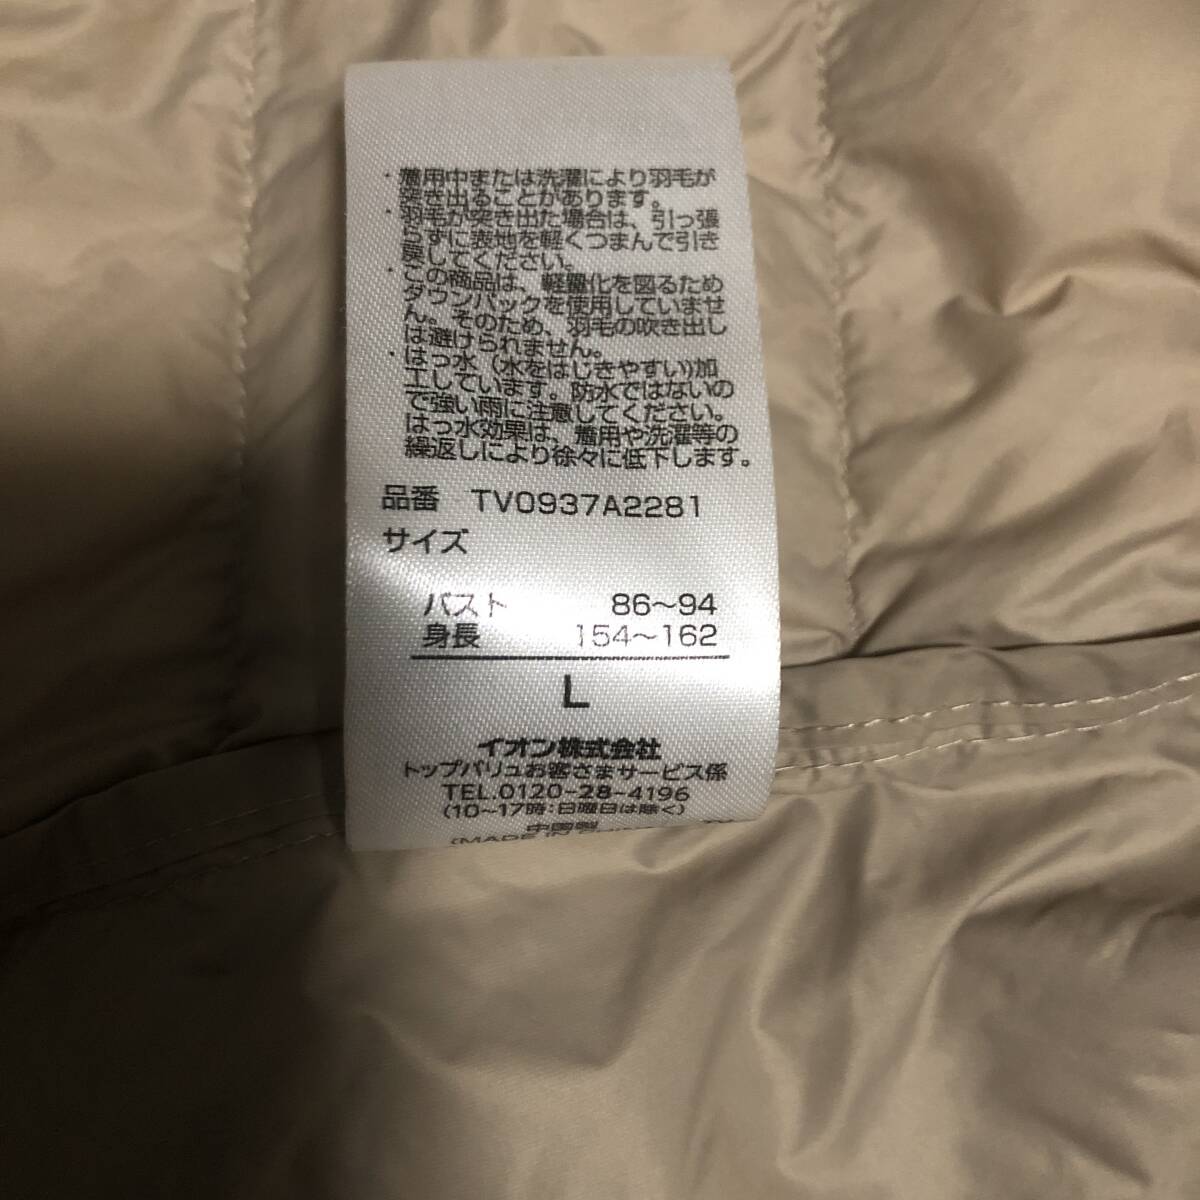 ・着用中または洗濯により羽毛が
突き出ることがあります。
・羽毛が突き出た場合は、引っ張
らずに表地を軽くつまんで引き
戻してください。
・この商品は、軽量化を図るため
ダウンパックを使用していませ
ん。そのため、羽毛の吹き出し
は避けられません。
・はっ水（水をはじきやすい)加
工しています。防水ではないの
で強い雨に注意してください。
はっ水効果は、着用や洗濯等の
繰返しにより徐々に低下します。
品番 TV0937A2281
サイズ
バスト 86～94
身長 154～162
L
イオン株式会社
トップバリュお客さまサービス係
TEL.0120-28-4196
(10～17時:日曜日は除く)
中国製
(MADE IN